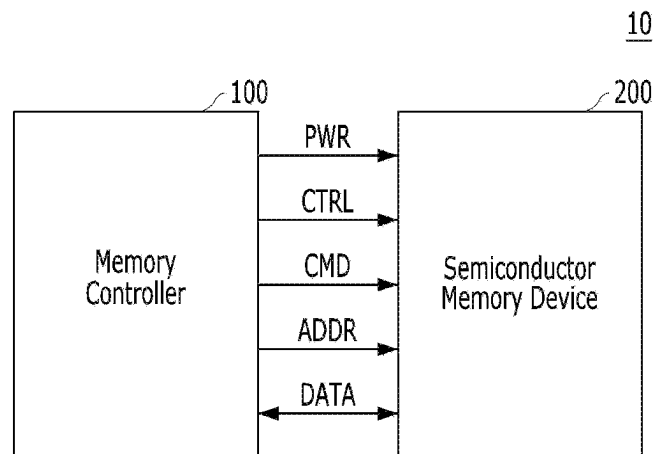 10
100
200
PWR
CTRL
CMD
ADDR
DATA
Memory
Controller
Semiconductor
Memory Device